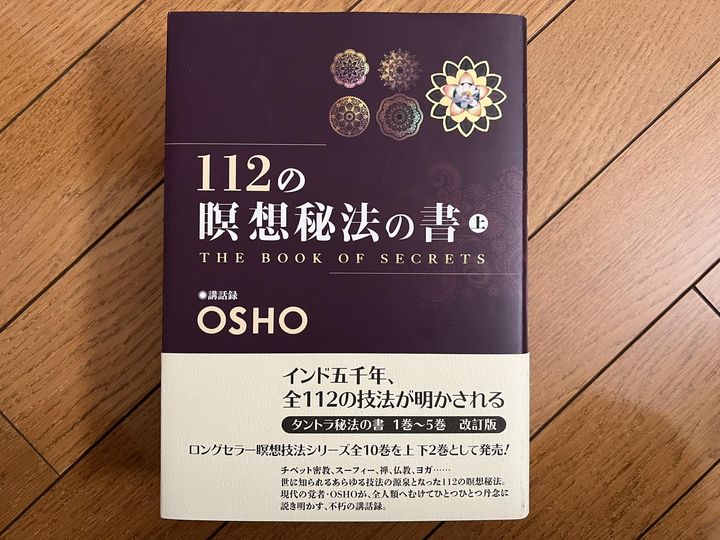 112の
瞑想秘法の書 上
THE BOOK OF SECRETS
◉講話録
OSHO
インド五千年、
全112の技法が明かされる
タントラ秘法の書 1巻〜5巻 改訂版
ロングセラー瞑想技法シリーズ全10巻を上下2巻として発売!
チベット密教、スーフィー、禅、仏教、ヨガ……
世に知られるあらゆる技法の源泉となった112の瞑想秘法。
現代の覚者・OSHOが、全人類へむけてひとつひとつ丹念に
説き明かす、不朽の講話録。